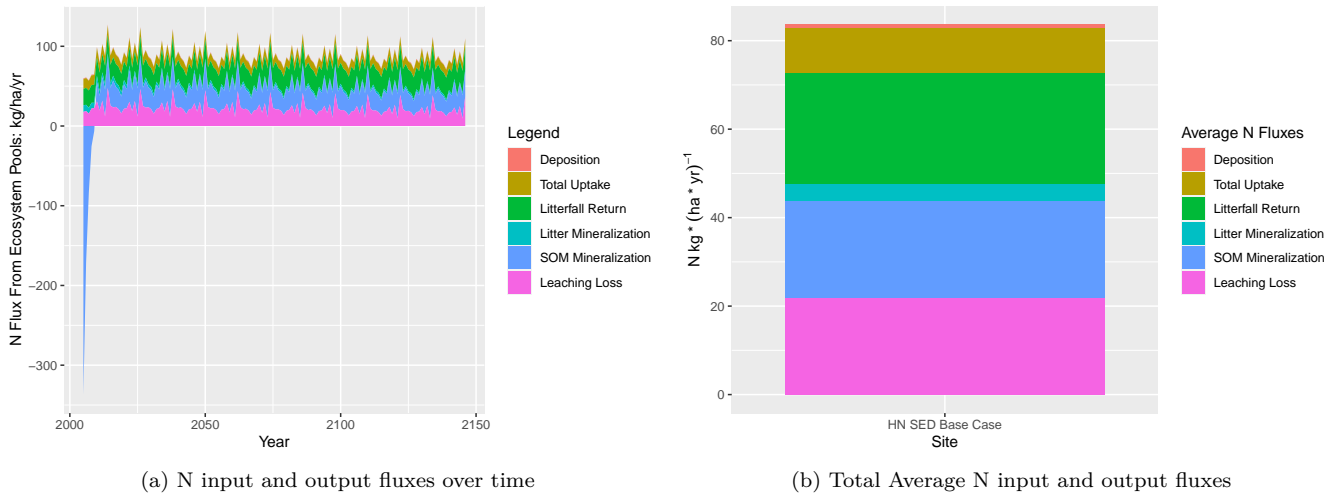 N Flux From Ecosystem Pools: kg/ha/yr
100
0
−100
−200
−300
2000
2050
2100
2150
Year
Legend
Deposition
Total Uptake
Litterfall Return
Litter Mineralization
SOM Mineralization
Leaching Loss
(a) N input and output fluxes over time
N kg * (ha * yr)⁻¹
80
60
40
20
0
HN SED Base Case
Site
Average N Fluxes
Deposition
Total Uptake
Litterfall Return
Litter Mineralization
SOM Mineralization
Leaching Loss
(b) Total Average N input and output fluxes